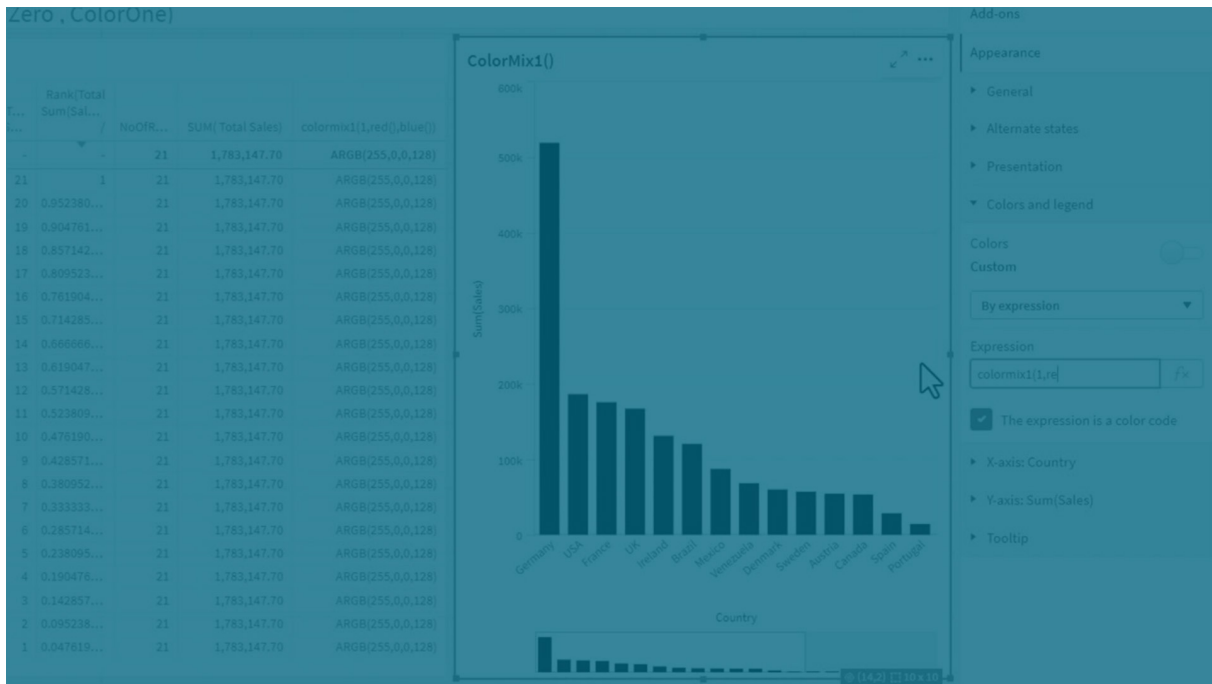 Zero , ColorOne)
Rank(Total
T... Sum(Sal...
/ NoOfR... SUM( Total Sales) colormix1(1,red(),blue())
- - 21 1,783,147.70 ARGB(255,0,0,128)
21 1 21 1,783,147.70 ARGB(255,0,0,128)
20 0.952380... 21 1,783,147.70 ARGB(255,0,0,128)
19 0.904761... 21 1,783,147.70 ARGB(255,0,0,128)
18 0.857142... 21 1,783,147.70 ARGB(255,0,0,128)
17 0.809523... 21 1,783,147.70 ARGB(255,0,0,128)
16 0.761904... 21 1,783,147.70 ARGB(255,0,0,128)
15 0.714285... 21 1,783,147.70 ARGB(255,0,0,128)
14 0.666666... 21 1,783,147.70 ARGB(255,0,0,128)
13 0.619047... 21 1,783,147.70 ARGB(255,0,0,128)
12 0.571428... 21 1,783,147.70 ARGB(255,0,0,128)
11 0.523809... 21 1,783,147.70 ARGB(255,0,0,128)
10 0.476190... 21 1,783,147.70 ARGB(255,0,0,128)
9 0.428571... 21 1,783,147.70 ARGB(255,0,0,128)
8 0.380952... 21 1,783,147.70 ARGB(255,0,0,128)
7 0.333333... 21 1,783,147.70 ARGB(255,0,0,128)
6 0.285714... 21 1,783,147.70 ARGB(255,0,0,128)
5 0.238095... 21 1,783,147.70 ARGB(255,0,0,128)
4 0.190476... 21 1,783,147.70 ARGB(255,0,0,128)
3 0.142857... 21 1,783,147.70 ARGB(255,0,0,128)
2 0.095238... 21 1,783,147.70 ARGB(255,0,0,128)
1 0.047619... 21 1,783,147.70 ARGB(255,0,0,128)
ColorMix1()
600k
500k
400k
300k
200k
100k
0
Sum(Sales)
Germany USA France UK Ireland Brazil Mexico Venezuela Denmark Sweden Austria Canada Spain Portugal
Country
(14,2) 10 x 10
Add-ons
Appearance
General
Alternate states
Presentation
Colors and legend
Colors
Custom
By expression
Expression
colormix1(1,re fx
The expression is a color code
X-axis: Country
Y-axis: Sum(Sales)
Tooltip